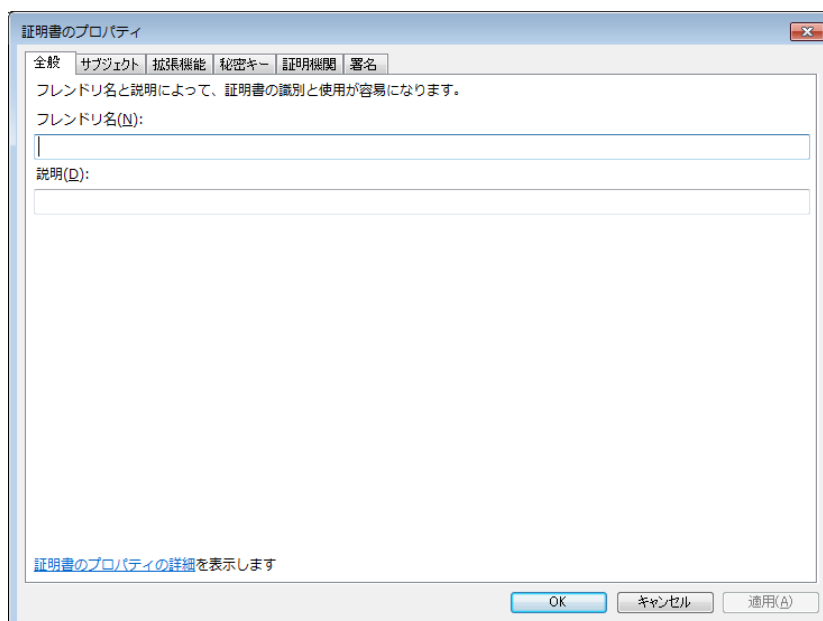 証明書のプロパティ
全般 サブジェクト 拡張機能 秘密キー 証明機関 署名
フレンドリ名と説明によって、証明書の識別と使用が容易になります。
フレンドリ名(N):
説明(D):
証明書のプロパティの詳細を表示します
OK キャンセル 適用(A)